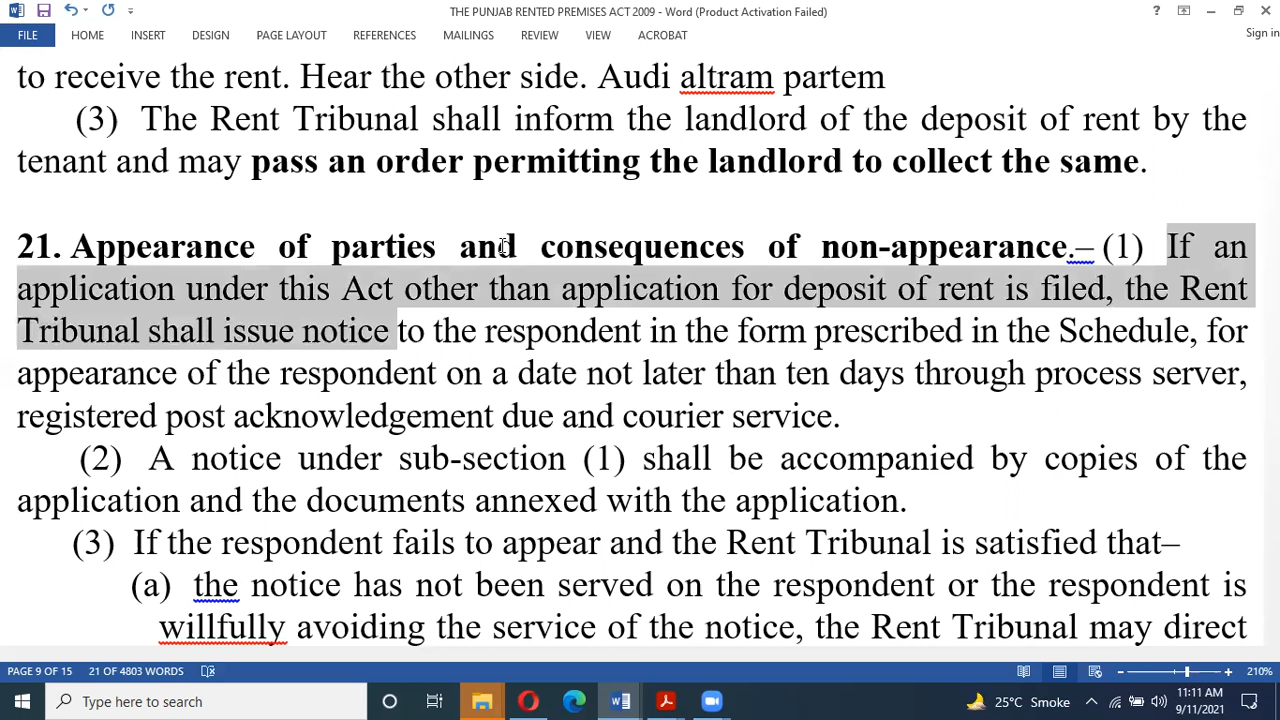 THE PUNJAB RENTED PREMISES ACT 2009 - Word (Product Activation Failed)
?
FILE HOME INSERT DESIGN PAGE LAYOUT REFERENCES MAILINGS REVIEW VIEW ACROBAT Sign in
to receive the rent. Hear the other side. Audi altram partem
(3) The Rent Tribunal shall inform the landlord of the deposit of rent by the
tenant and may pass an order permitting the landlord to collect the same.
21. Appearance of parties and consequences of non-appearance.– (1) If an
application under this Act other than application for deposit of rent is filed, the Rent
Tribunal shall issue notice to the respondent in the form prescribed in the Schedule, for
appearance of the respondent on a date not later than ten days through process server,
registered post acknowledgement due and courier service.
(2) A notice under sub-section (1) shall be accompanied by copies of the
application and the documents annexed with the application.
(3) If the respondent fails to appear and the Rent Tribunal is satisfied that–
(a) the notice has not been served on the respondent or the respondent is
willfully avoiding the service of the notice, the Rent Tribunal may direct
PAGE 9 OF 15 21 OF 4803 WORDS 210%
Type here to search 25°C Smoke 11:11 AM
9/11/2021